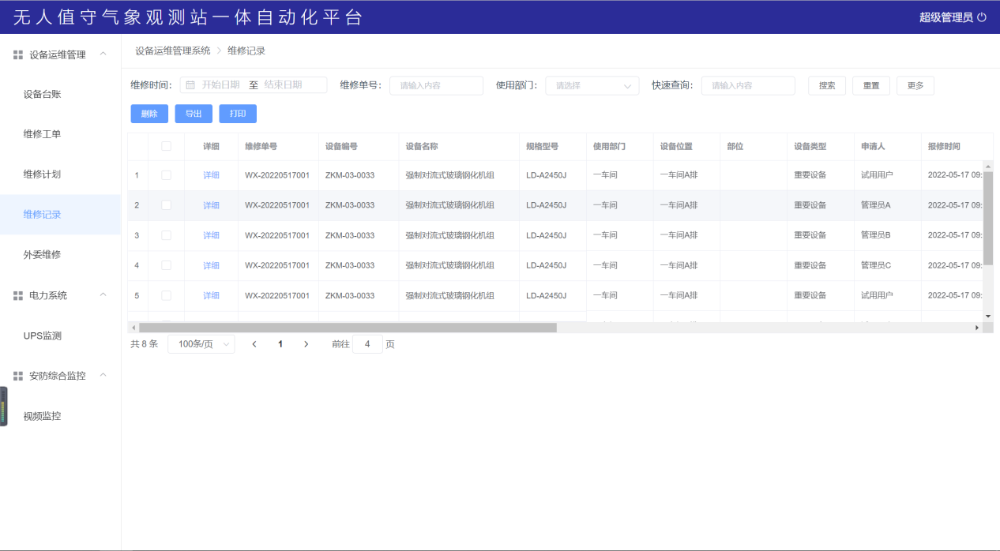 无人值守气象观测站一体自动化平台
超级管理员
设备运维管理
设备台账
维修工单
维修计划
维修记录
外委维修
电力系统
UPS监测
安防综合监控
视频监控
设备运维管理系统 > 维修记录
维修时间: 开始日期 至 结束日期 维修单号: 请输入内容 使用部门: 请选择 快速查询: 请输入内容 搜索 重置 更多
删除 导出 打印
详细 维修单号 设备编号 设备名称 规格型号 使用部门 设备位置 部位 设备类型 申请人 报修时间
1 详细 WX-20220517001 ZKM-03-0033 强制对流式玻璃钢化机组 LD-A2450J 一车间 一车间A排 重要设备 试用用户 2022-05-17 09:
2 详细 WX-20220517001 ZKM-03-0033 强制对流式玻璃钢化机组 LD-A2450J 一车间 一车间A排 重要设备 管理员A 2022-05-17 09:
3 详细 WX-20220517001 ZKM-03-0033 强制对流式玻璃钢化机组 LD-A2450J 一车间 一车间A排 重要设备 管理员B 2022-05-17 09:
4 详细 WX-20220517001 ZKM-03-0033 强制对流式玻璃钢化机组 LD-A2450J 一车间 一车间A排 重要设备 管理员C 2022-05-17 09:
5 详细 WX-20220517001 ZKM-03-0033 强制对流式玻璃钢化机组 LD-A2450J 一车间 一车间A排 重要设备 试用用户 2022-05-17 09:
共 8 条 100条/页 1 前往 4 页